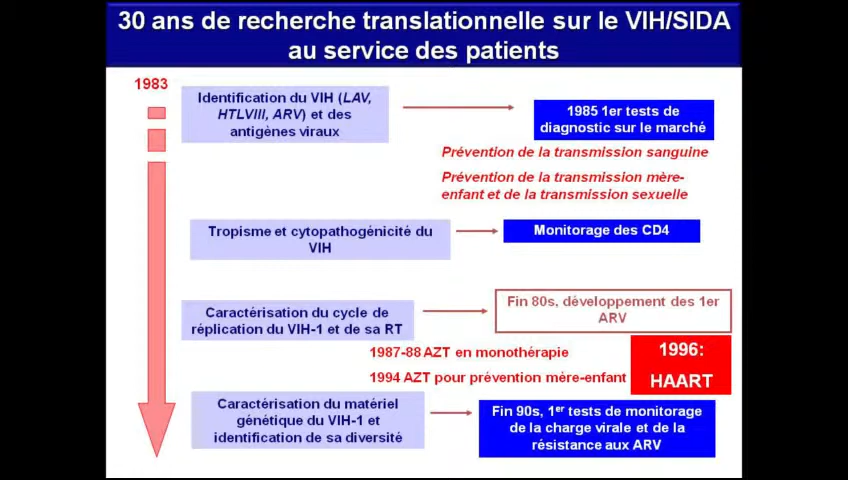 30 ans de recherche translationnelle sur le VIH/SIDA
au service des patients
1983
Identification du VIH (LAV,
HTLVIII, ARV) et des
antigènes viraux
1985 1er tests de
diagnostic sur le marché
Prévention de la transmission sanguine
Prévention de la transmission mère-
enfant et de la transmission sexuelle
Tropisme et cytopathogénicité du
VIH
Monitorage des CD4
Caractérisation du cycle de
réplication du VIH-1 et de sa RT
Fin 80s, développement des 1er
ARV
1987-88 AZT en monothérapie
1994 AZT pour prévention mère-enfant
1996:
HAART
Caractérisation du matériel
génétique du VIH-1 et
identification de sa diversité
Fin 90s, 1er tests de monitorage
de la charge virale et de la
résistance aux ARV